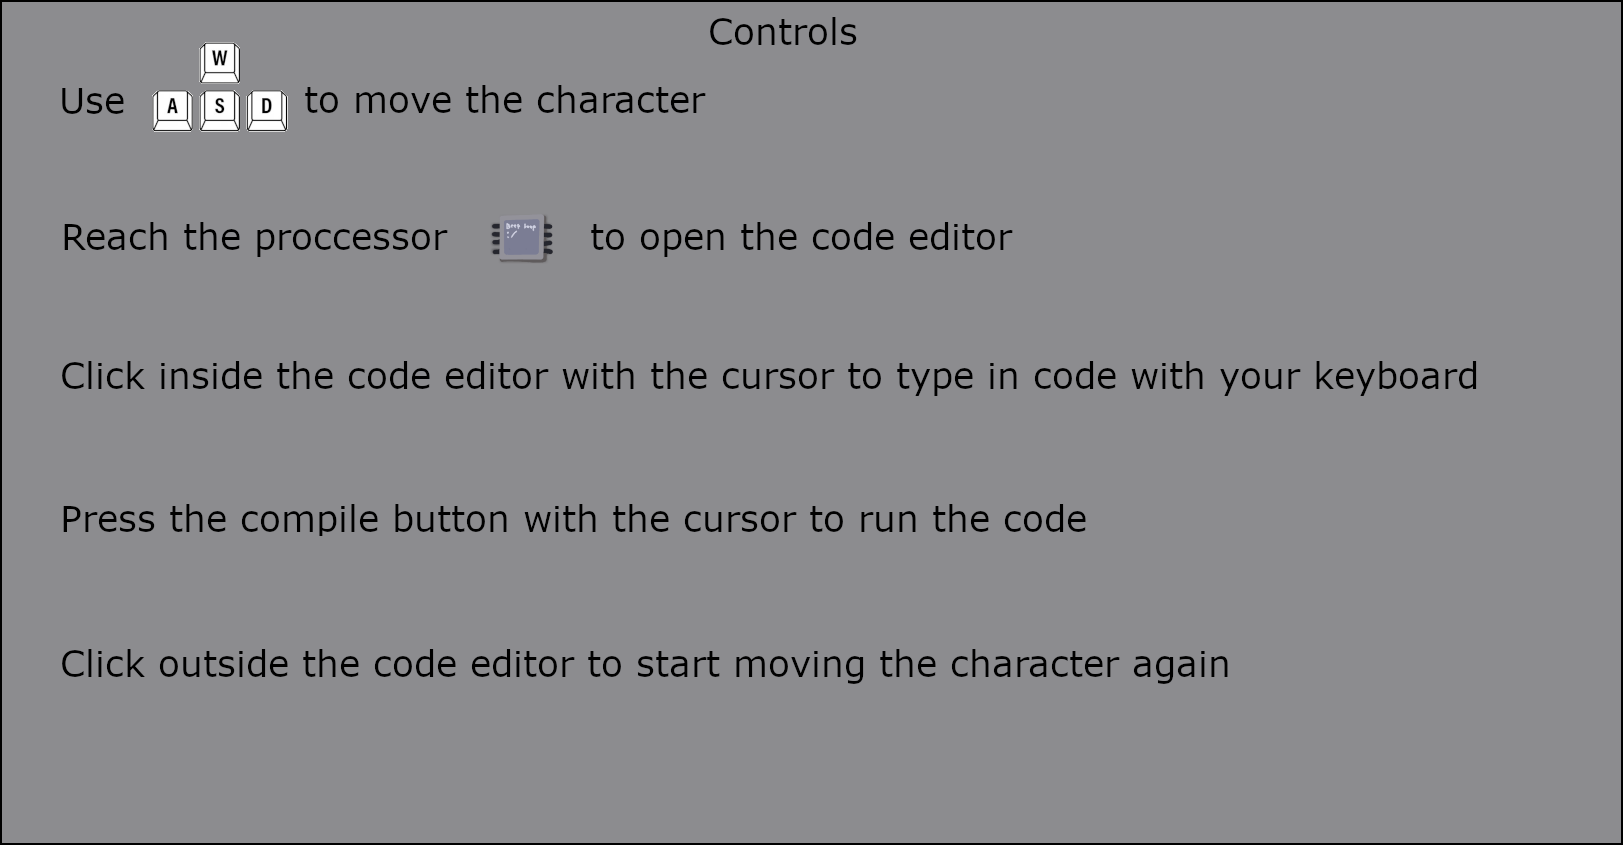 Controls
Use W A S D to move the character
Reach the proccessor to open the code editor
Click inside the code editor with the cursor to type in code with your keyboard
Press the compile button with the cursor to run the code
Click outside the code editor to start moving the character again